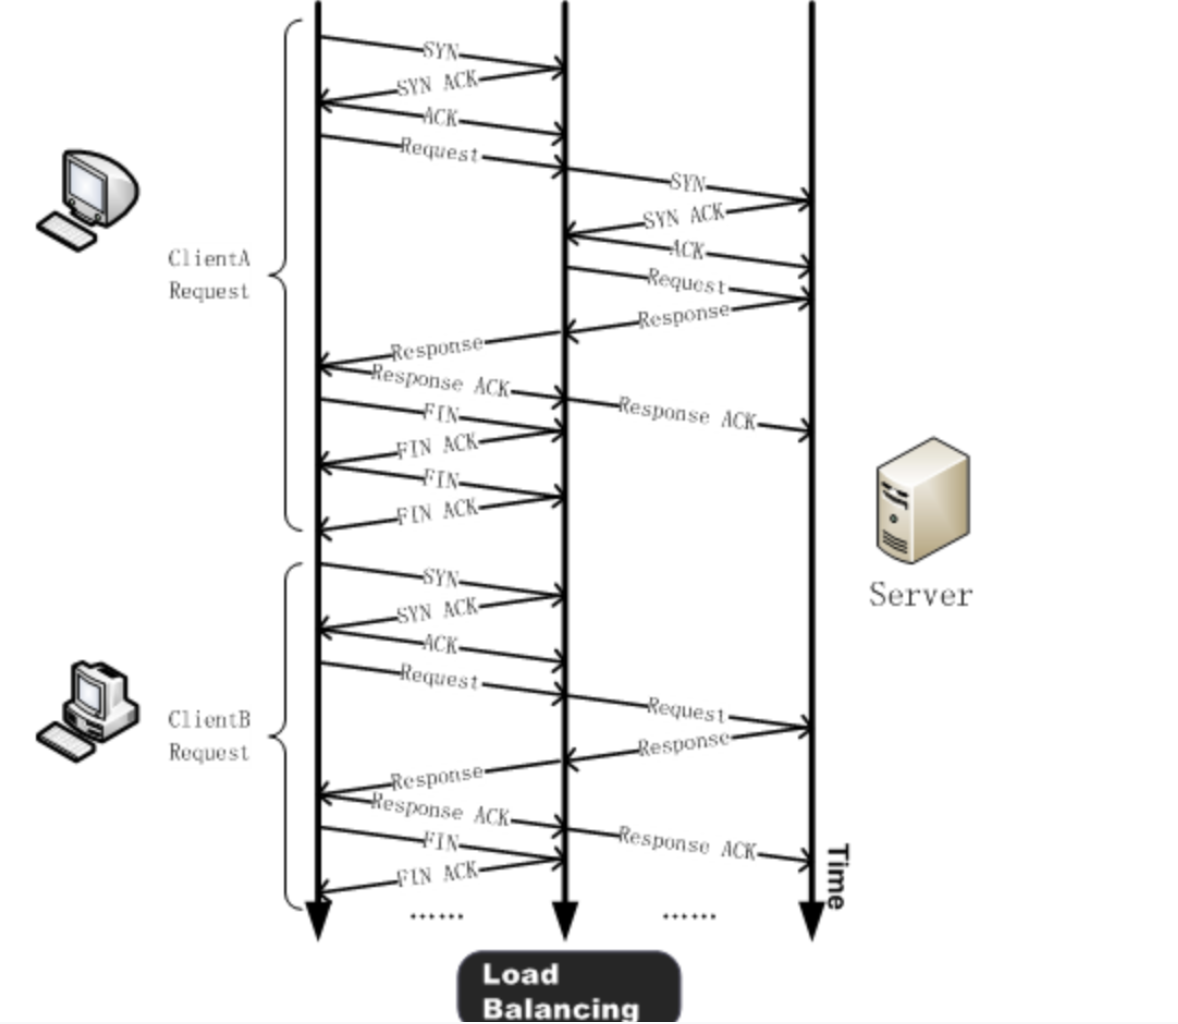 SYN
SYN ACK
ACK
Request
SYN
SYN ACK
ACK
Request
Response
Response
Response ACK
Response ACK
FIN
FIN ACK
FIN
FIN ACK
ClientA
Request
Server
SYN
SYN ACK
ACK
Request
Request
Response
Response
Response ACK
Response ACK
FIN
FIN ACK
ClientB
Request
Time
......
......
Load
Balancing